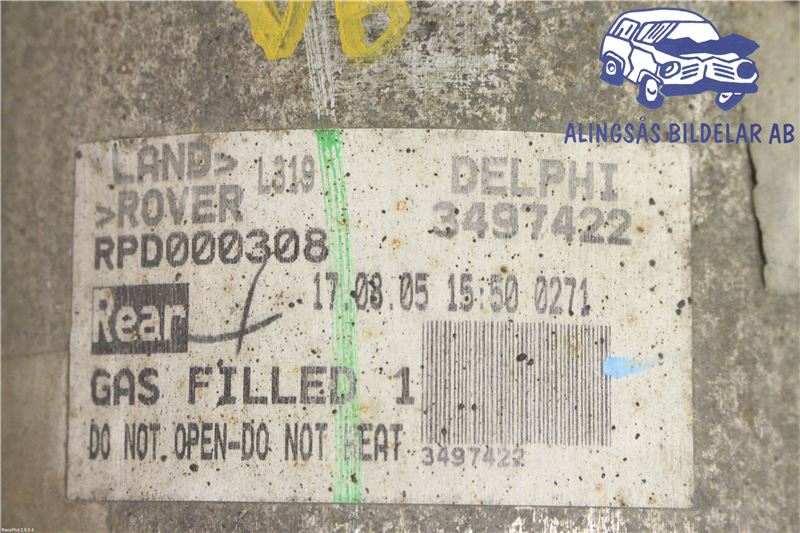 VB
ALINGSÅS BILDELAR AB
LAND> L319
>ROVER
RPD000308
DELPHI
3497422
17.08.05 15:50 0271
Rear
GAS FILLED 1
DO NOT OPEN-DO NOT HEAT
3497422